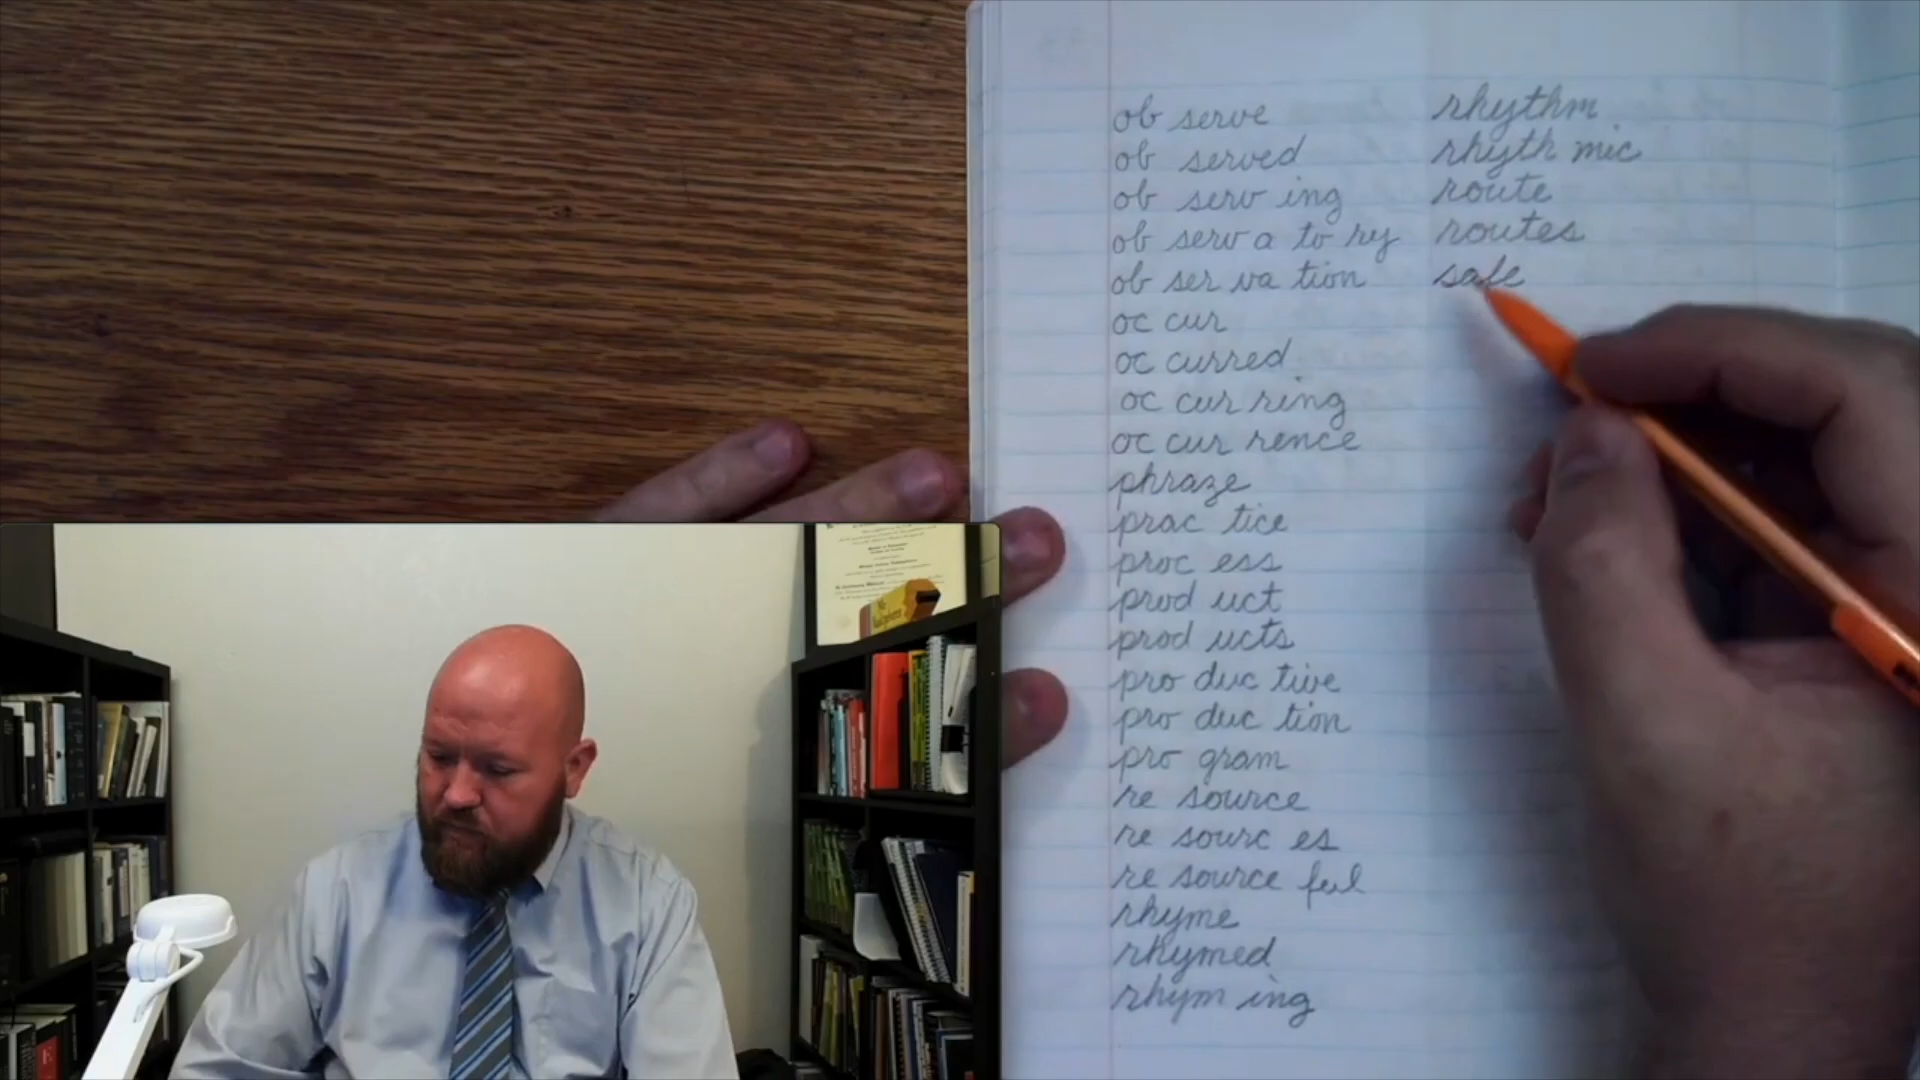 ob serve
ob served
ob serv ing
ob serv a to ry
ob ser va tion
oc cur
oc curred
oc cur ring
oc cur rence
phraze
prac tice
proc ess
prod uct
prod ucts
pro duc tive
pro duc tion
pro gram
re source
re sourc es
re source ful
rhyme
rhymed
rhym ing
rhythm
rhyth mic
route
routes
safe